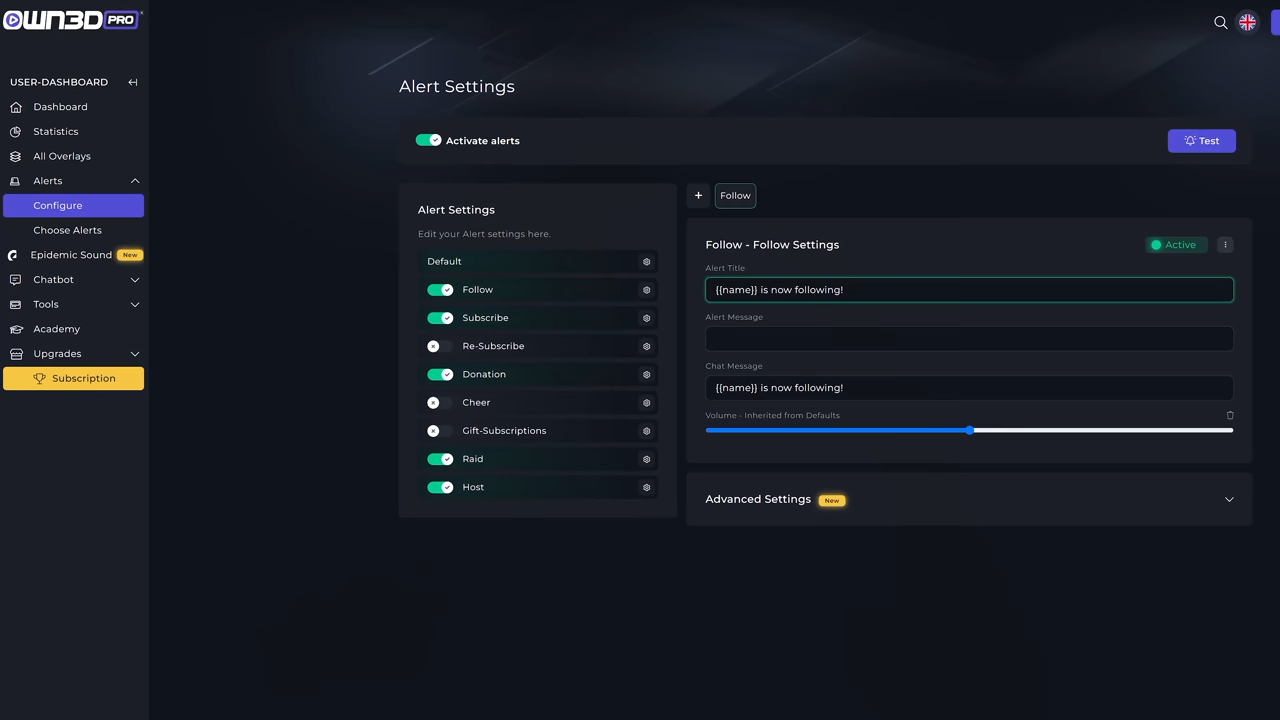 OWN3D PRO
USER-DASHBOARD
Dashboard
Statistics
All Overlays
Alerts
Configure
Choose Alerts
Epidemic Sound New
Chatbot
Tools
Academy
Upgrades
Subscription
Alert Settings
Activate alerts
Test
Alert Settings
Edit your Alert settings here.
Default
Follow
Subscribe
Re-Subscribe
Donation
Cheer
Gift-Subscriptions
Raid
Host
+ Follow
Follow - Follow Settings
Active
Alert Title
{{name}} is now following!
Alert Message
Chat Message
{{name}} is now following!
Volume - Inherited from Defaults
Advanced Settings New